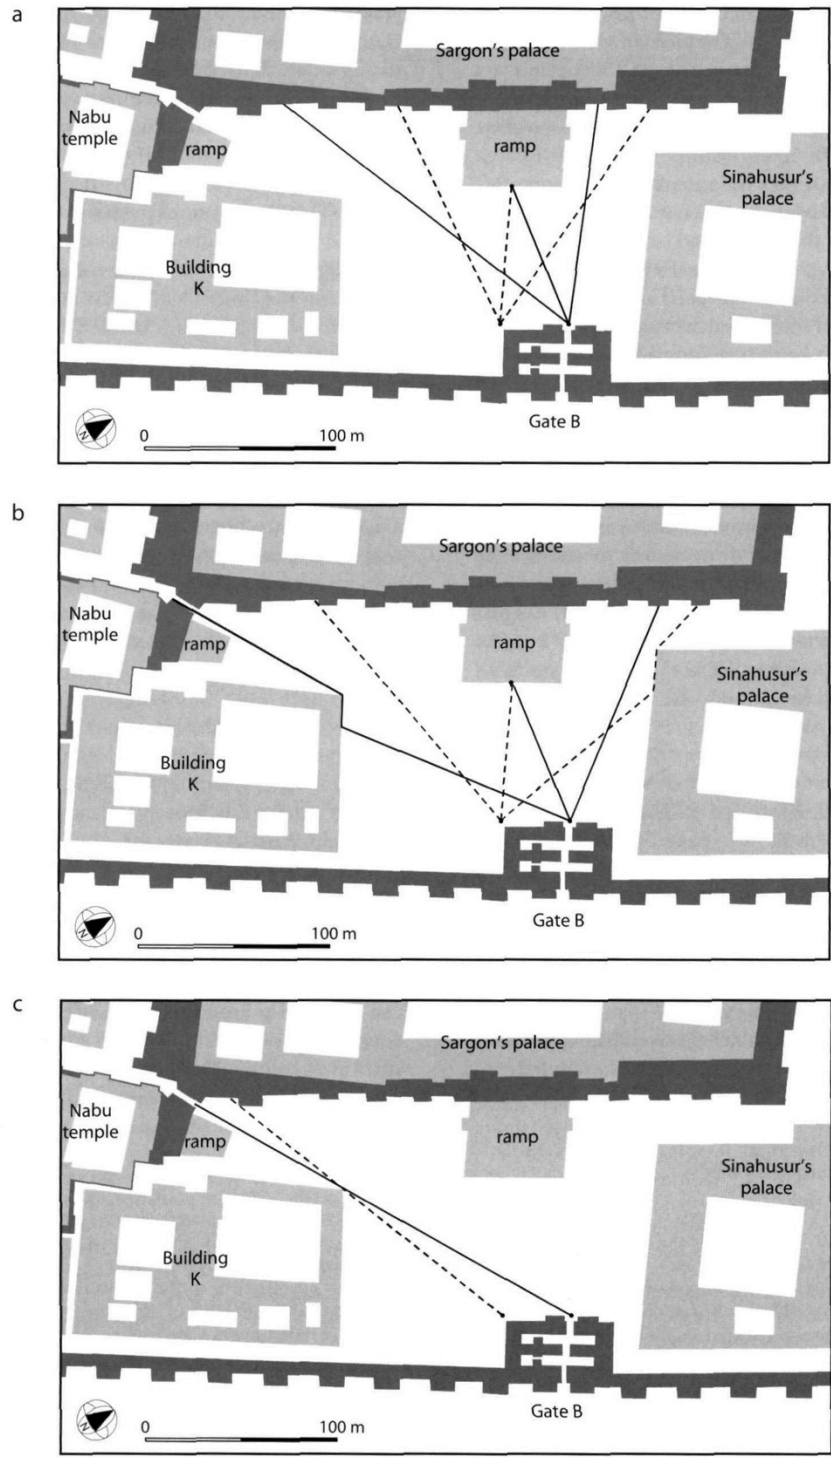 a
Sargon's palace
Nabu
temple
ramp
ramp
Sinahusur's
palace
Building
K
Gate B
N
0
100 m
b
Sargon's palace
Nabu
temple
ramp
ramp
Sinahusur's
palace
Building
K
Gate B
N
0
100 m
c
Sargon's palace
Nabu
temple
ramp
ramp
Sinahusur's
palace
Building
K
Gate B
N
0
100 m